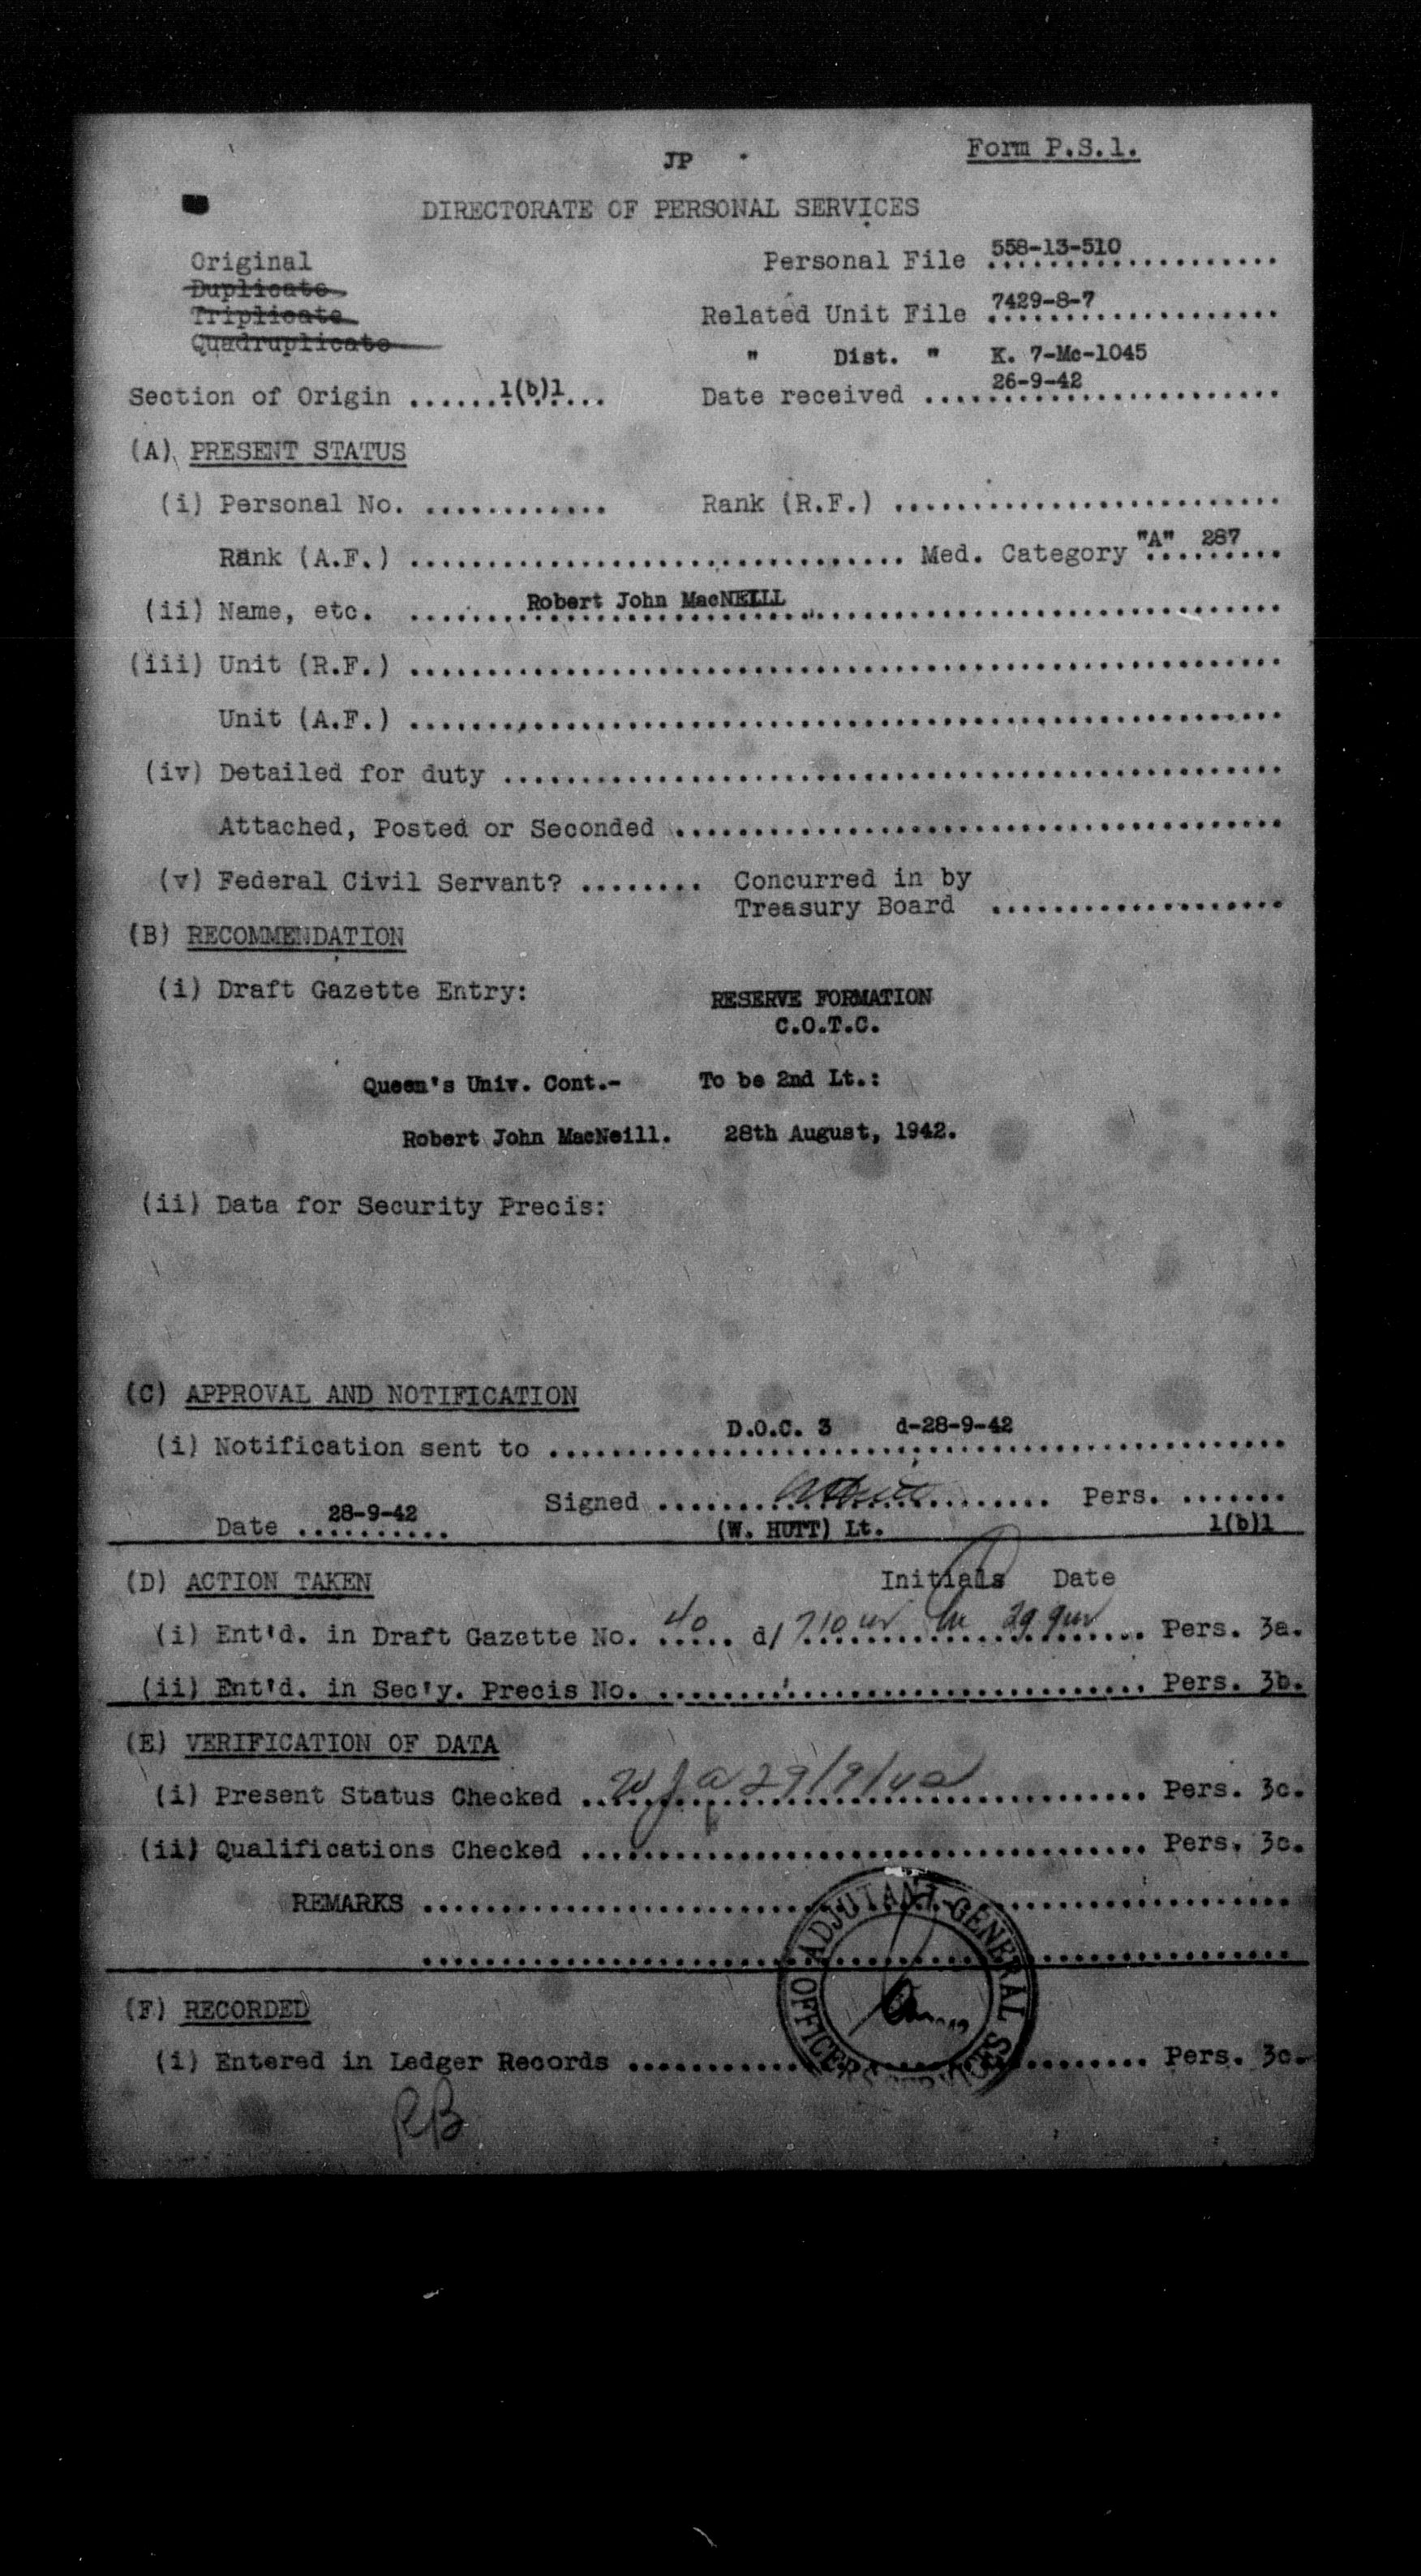 JP
Form P.S.1.
DIRECTORATE OF PERSONAL SERVICES
Original
Duplicate
Triplicate
Quadruplicate
Personal File 558-13-510
Related Unit File 7429-8-7
" Dist. " K. 7-Mc-1045
Section of Origin ...... 1(b)1 ... Date received 26-9-42
(A) PRESENT STATUS
(i) Personal No. ............ Rank (R.F.) .........................
Rank (A.F.) ................................ Med. Category "A" 287
(ii) Name, etc. ...... Robert John MacNEILL ......
(iii) Unit (R.F.) ........................................................
Unit (A.F.) ........................................................
(iv) Detailed for duty ..................................................
Attached, Posted or Seconded .......................................
(v) Federal Civil Servant? ........ Concurred in by
Treasury Board ...................
(B) RECOMMENDATION
(i) Draft Gazette Entry:
RESERVE FORMATION
C.O.T.C.
Queen's Univ. Cont.- To be 2nd Lt.:
Robert John MacNeill. 28th August, 1942.
(ii) Data for Security Precis:
(C) APPROVAL AND NOTIFICATION
(i) Notification sent to ...... D.O.C. 3 d-28-9-42
Signed ......................... Pers. .......
Date 28-9-42 (W. HUTT) Lt. 1(b)1
(D) ACTION TAKEN Initials Date
(i) Ent'd. in Draft Gazette No. 40 d/ ...... 29 ...... Pers. 3a.
(ii) Ent'd. in Sec'y. Precis No. ............................... Pers. 3b.
(E) VERIFICATION OF DATA
(i) Present Status Checked ...... 29/9/42 ...... Pers. 3c.
(ii) Qualifications Checked .................................... Pers. 3c.
REMARKS ........................................................
ADJUTANT-GENERAL
OFFICERS
(F) RECORDED
(i) Entered in Ledger Records ................................. Pers. 3c.
RB